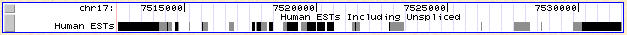 chr17: 7515000| 7520000| 7525000| 7530000|
Human ESTs Including Unspliced
Human ESTs